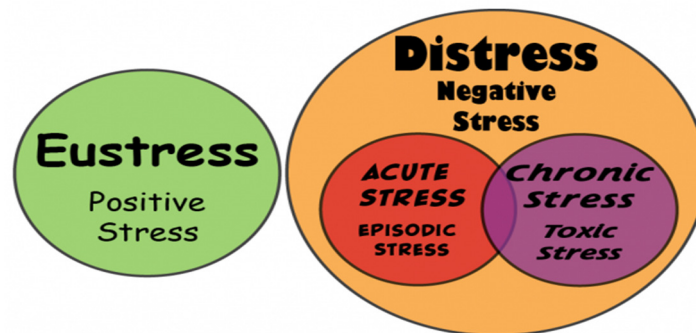 Eustress
Positive
Stress
Distress
Negative
Stress
ACUTE
STRESS
EPISODIC
STRESS
Chronic
Stress
Toxic
Stress